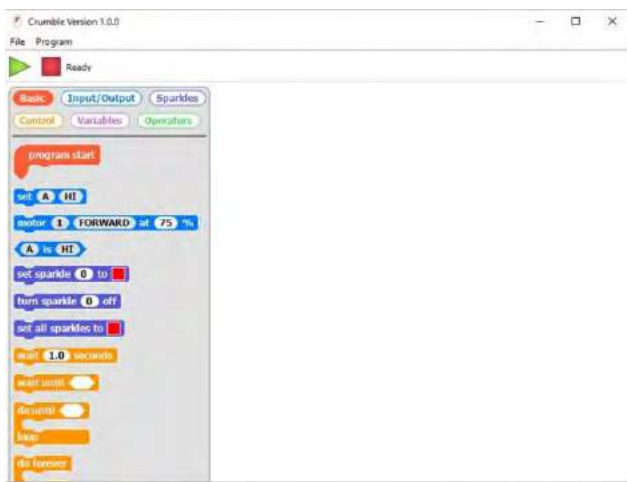 Crumble Version 1.0.0
File Program
Ready
Basic Input/Output Sparkles
Control Variables Operators
program start
set A HI
motor 1 FORWARD at 75 %
A is HI
set sparkle 0 to
turn sparkle 0 off
set all sparkles to
wait 1.0 seconds
wait until
do until
loop
do forever